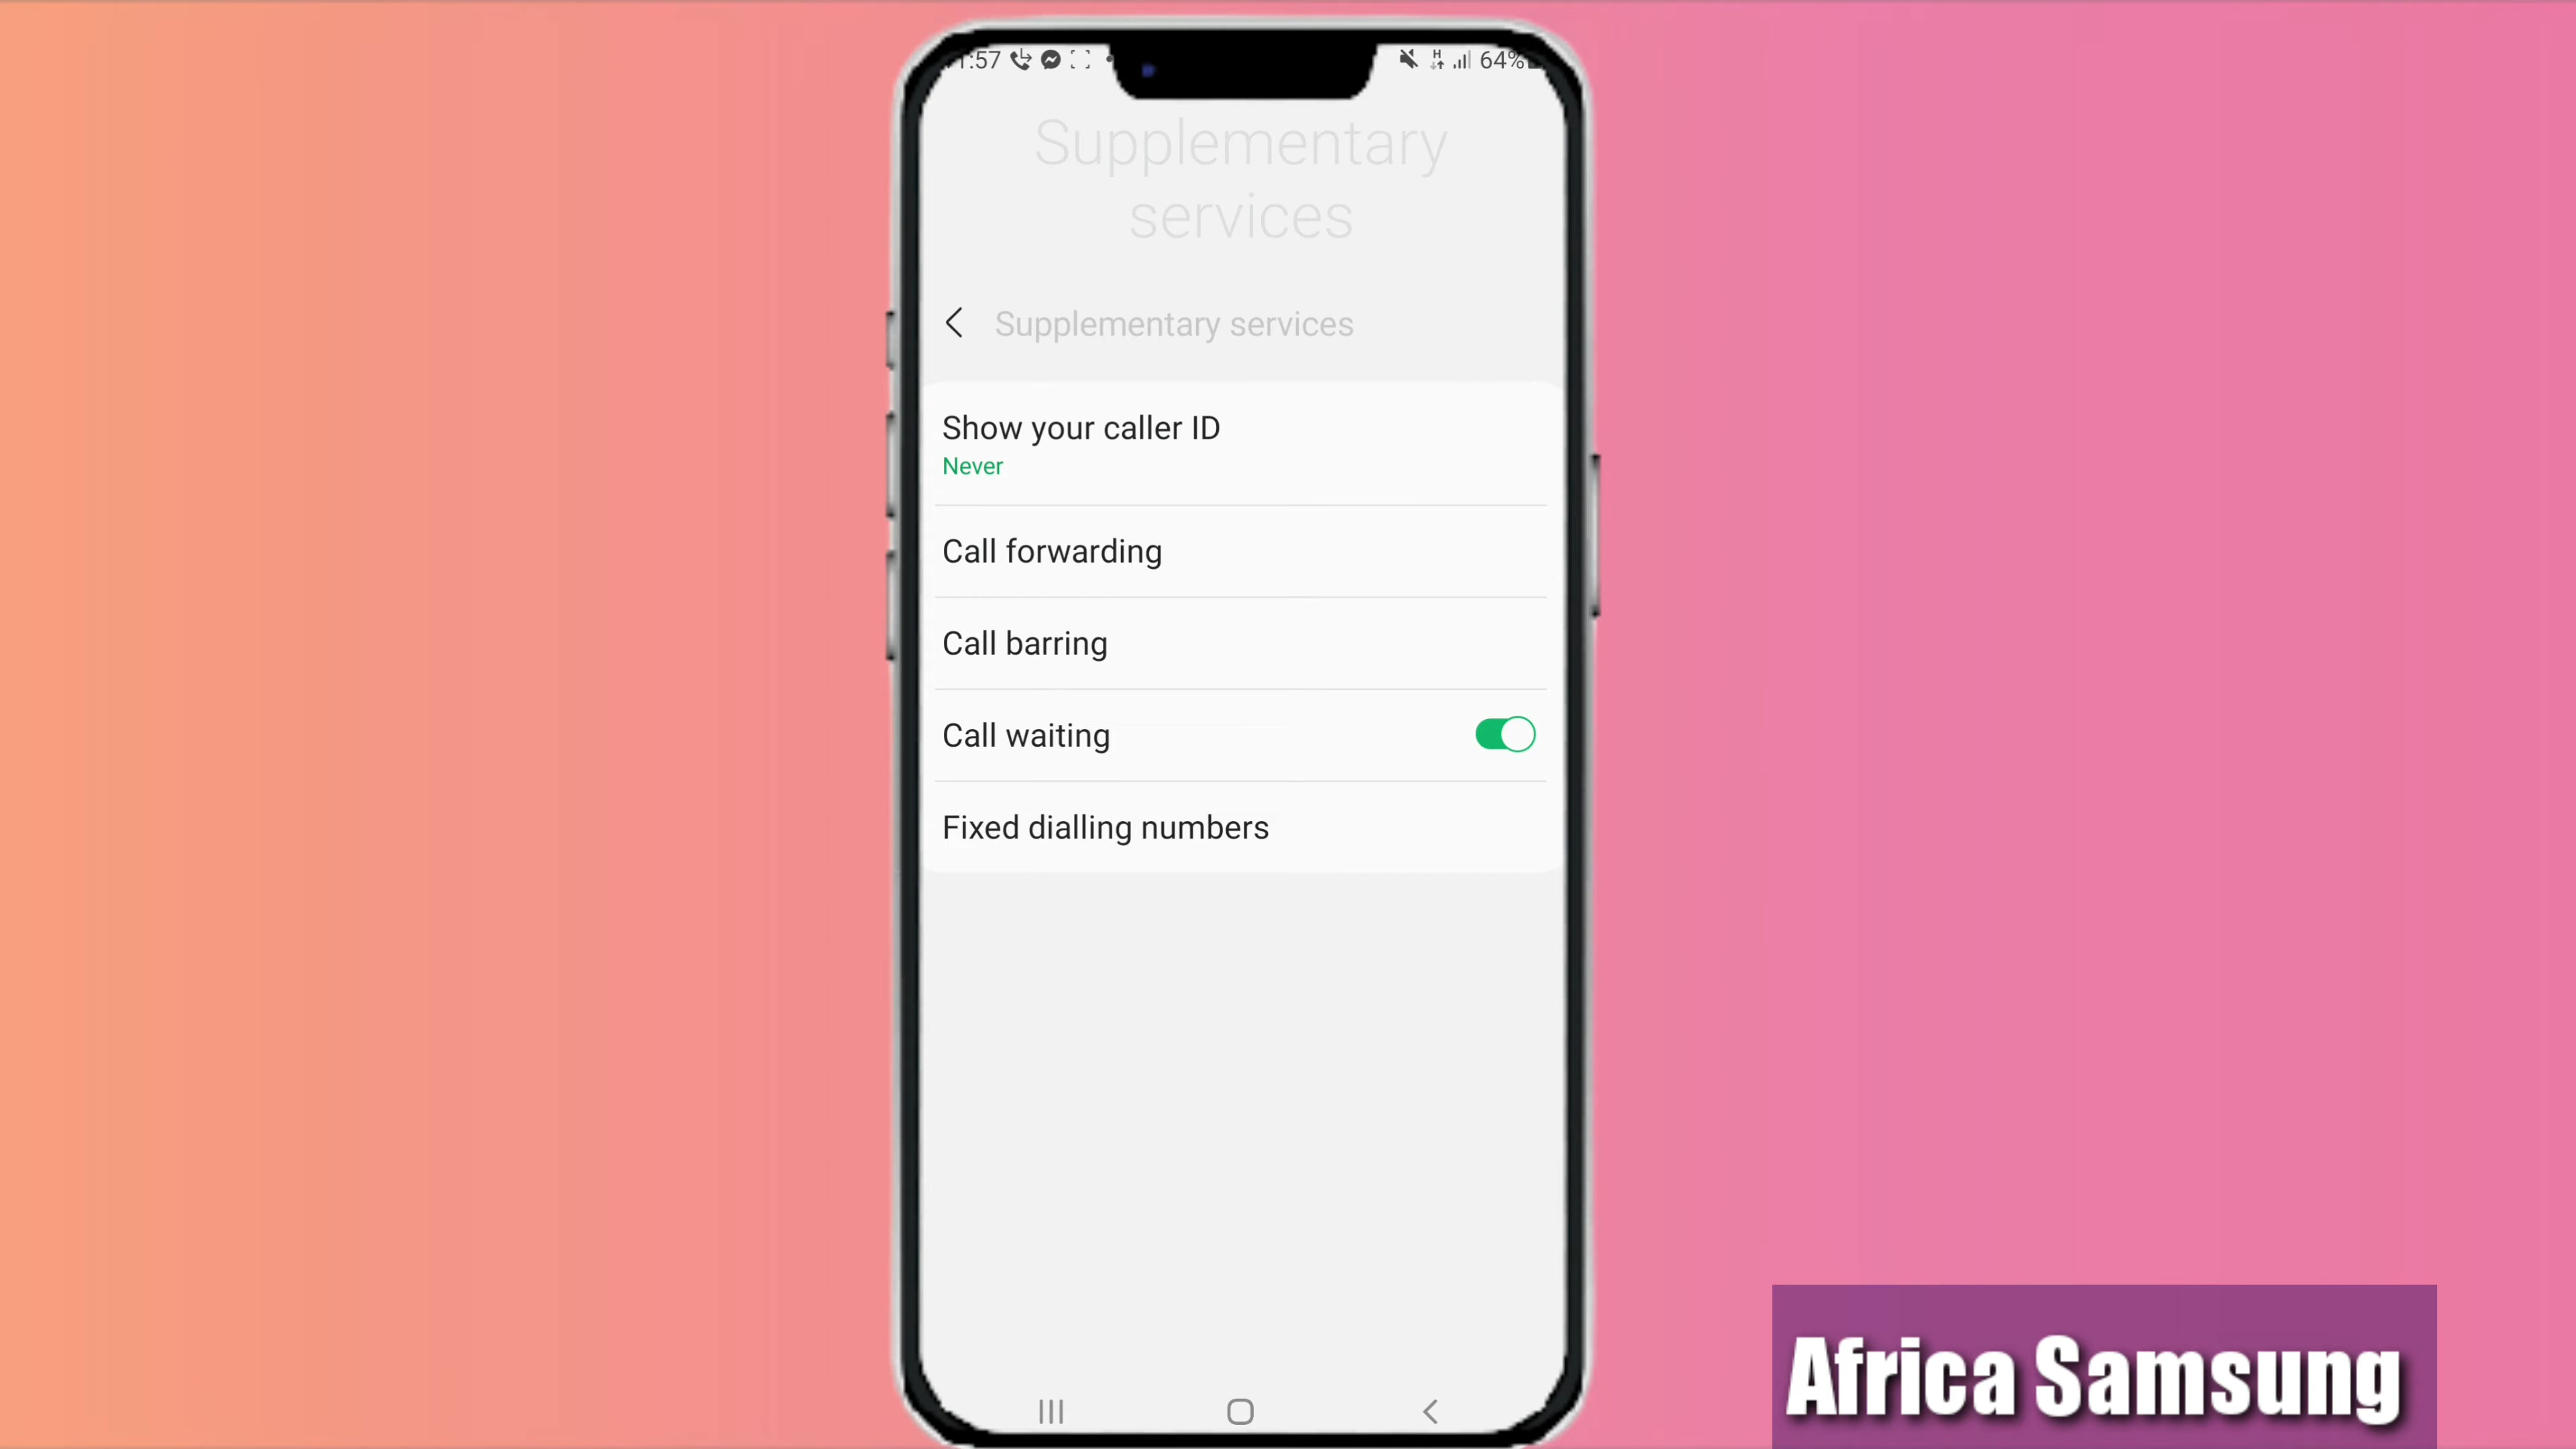 :57
H
64%
Supplementary
services
Supplementary services
Show your caller ID
Never
Call forwarding
Call barring
Call waiting
Fixed dialling numbers
Africa Samsung